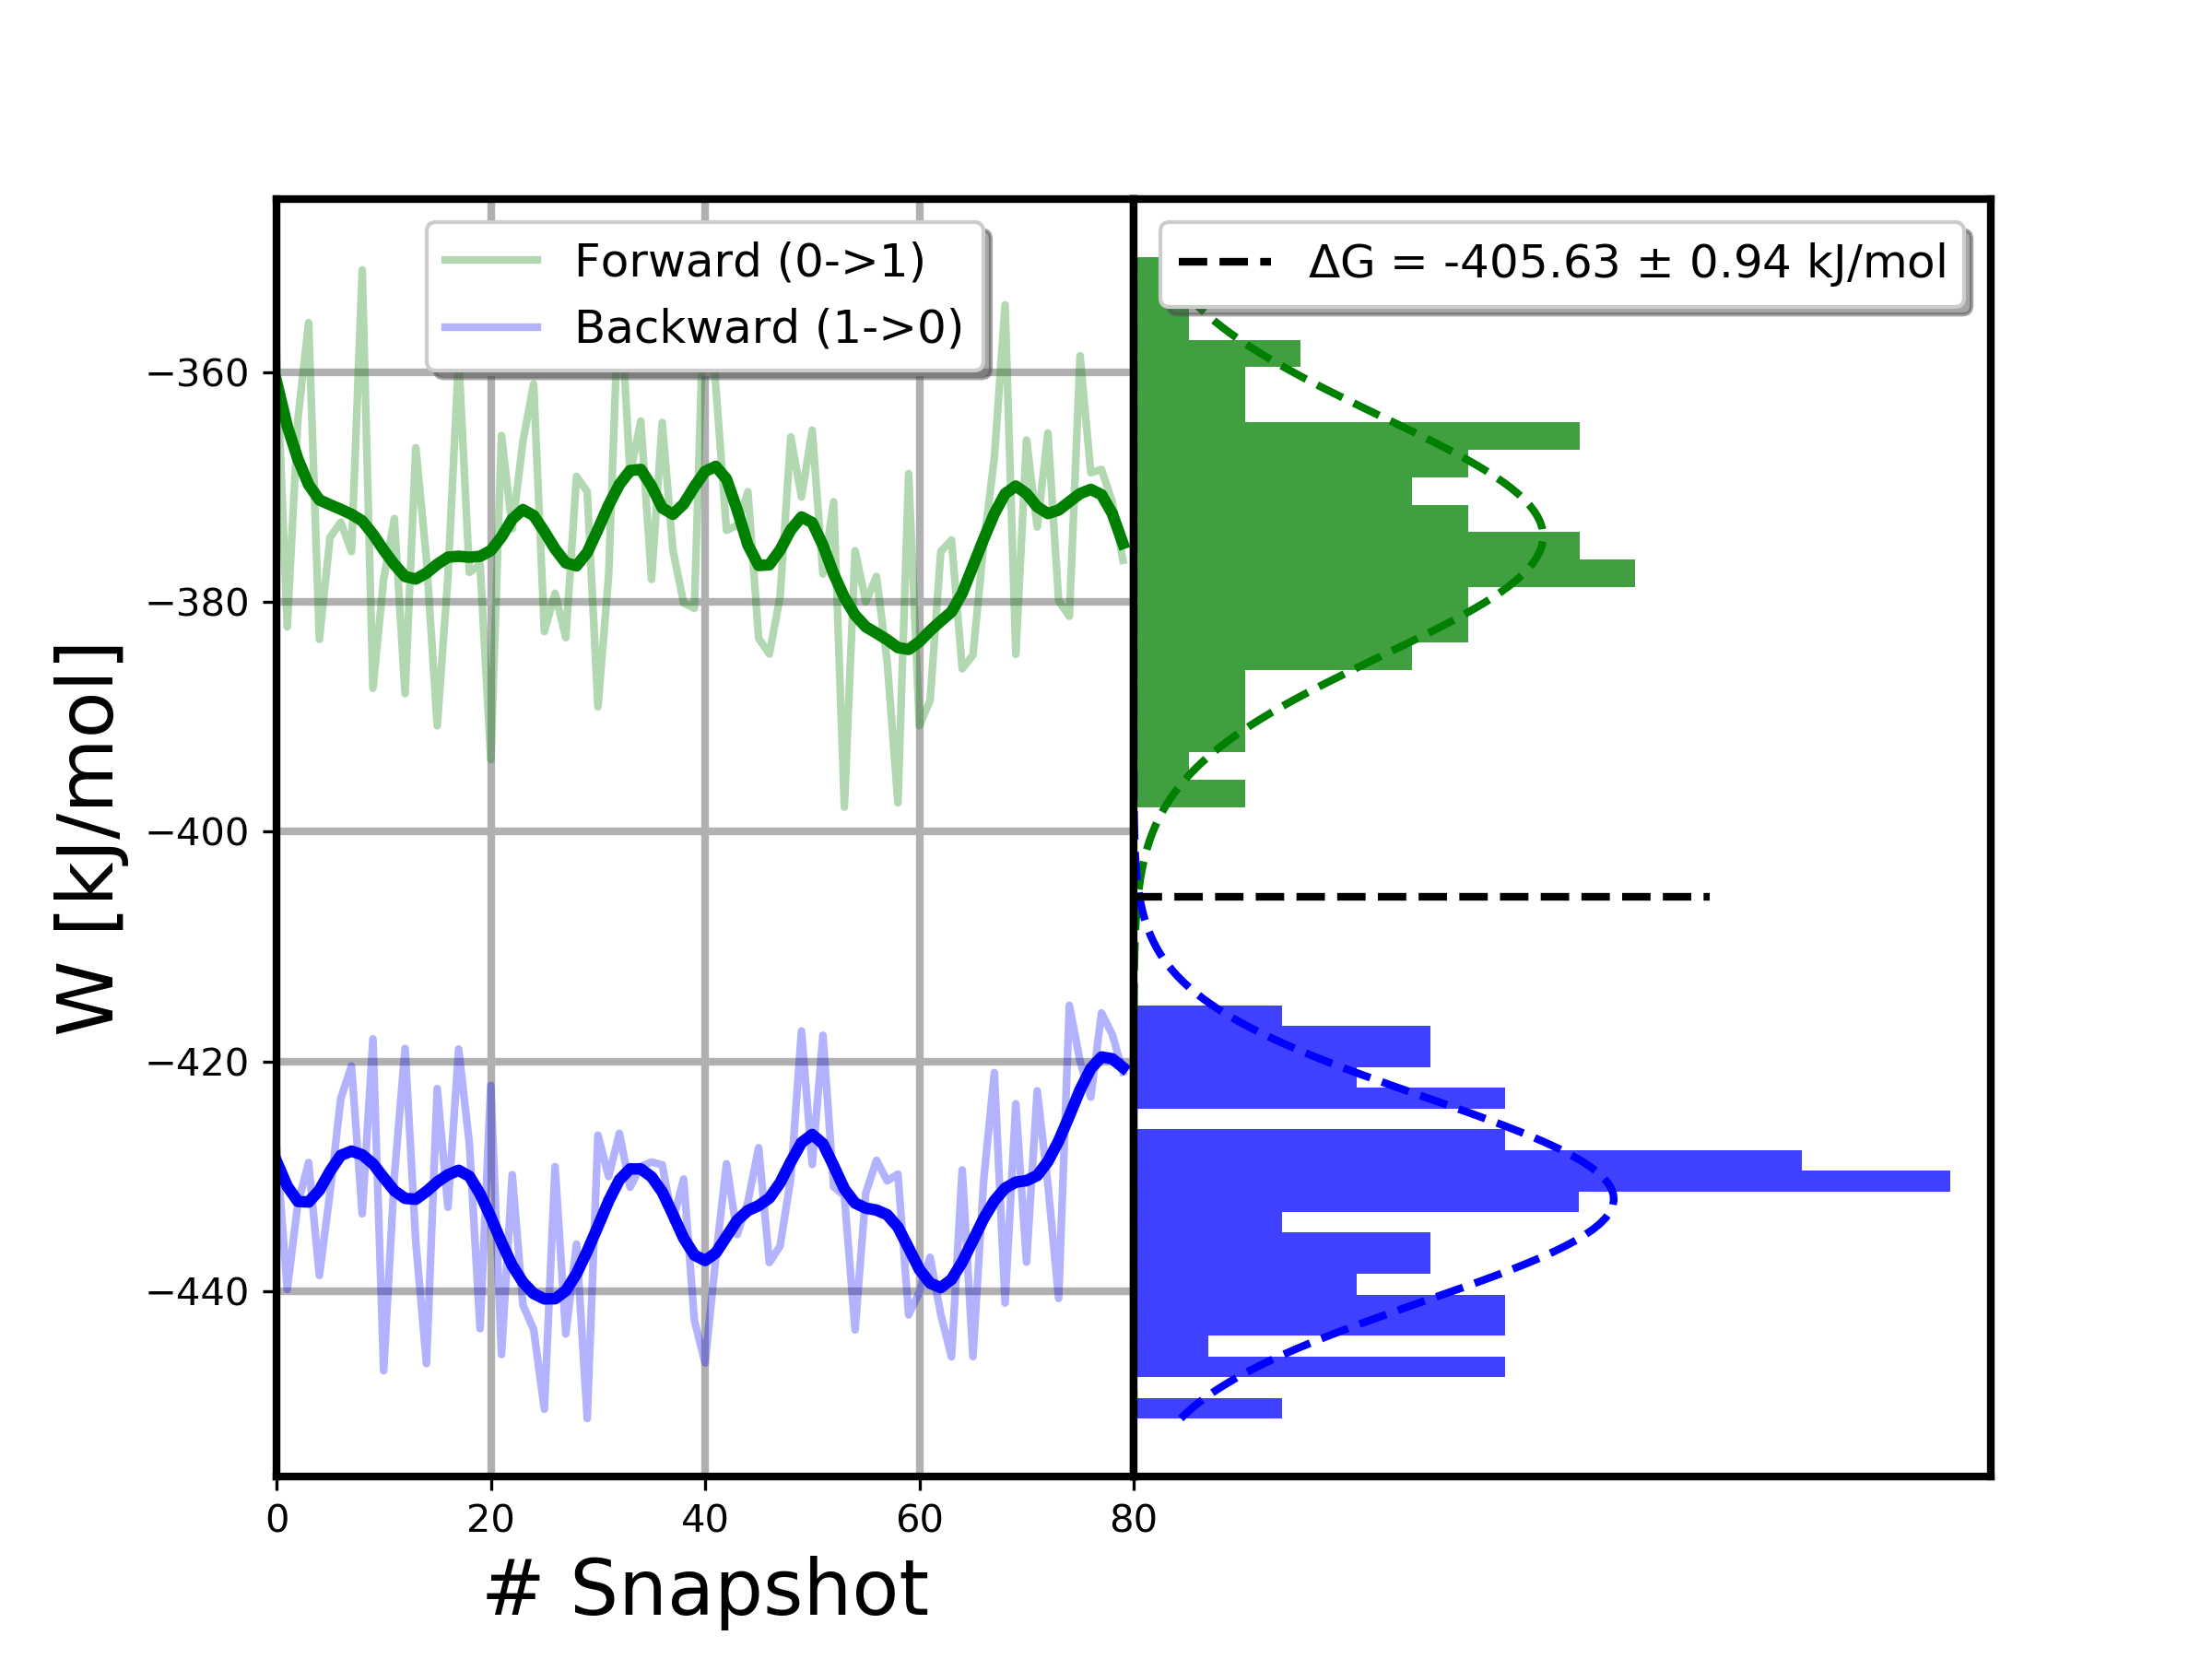 Forward (0->1)
Backward (1->0)
ΔG = -405.63 ± 0.94 kJ/mol
−360
−380
−400
−420
−440
W [kJ/mol]
0 20 40 60 80
# Snapshot